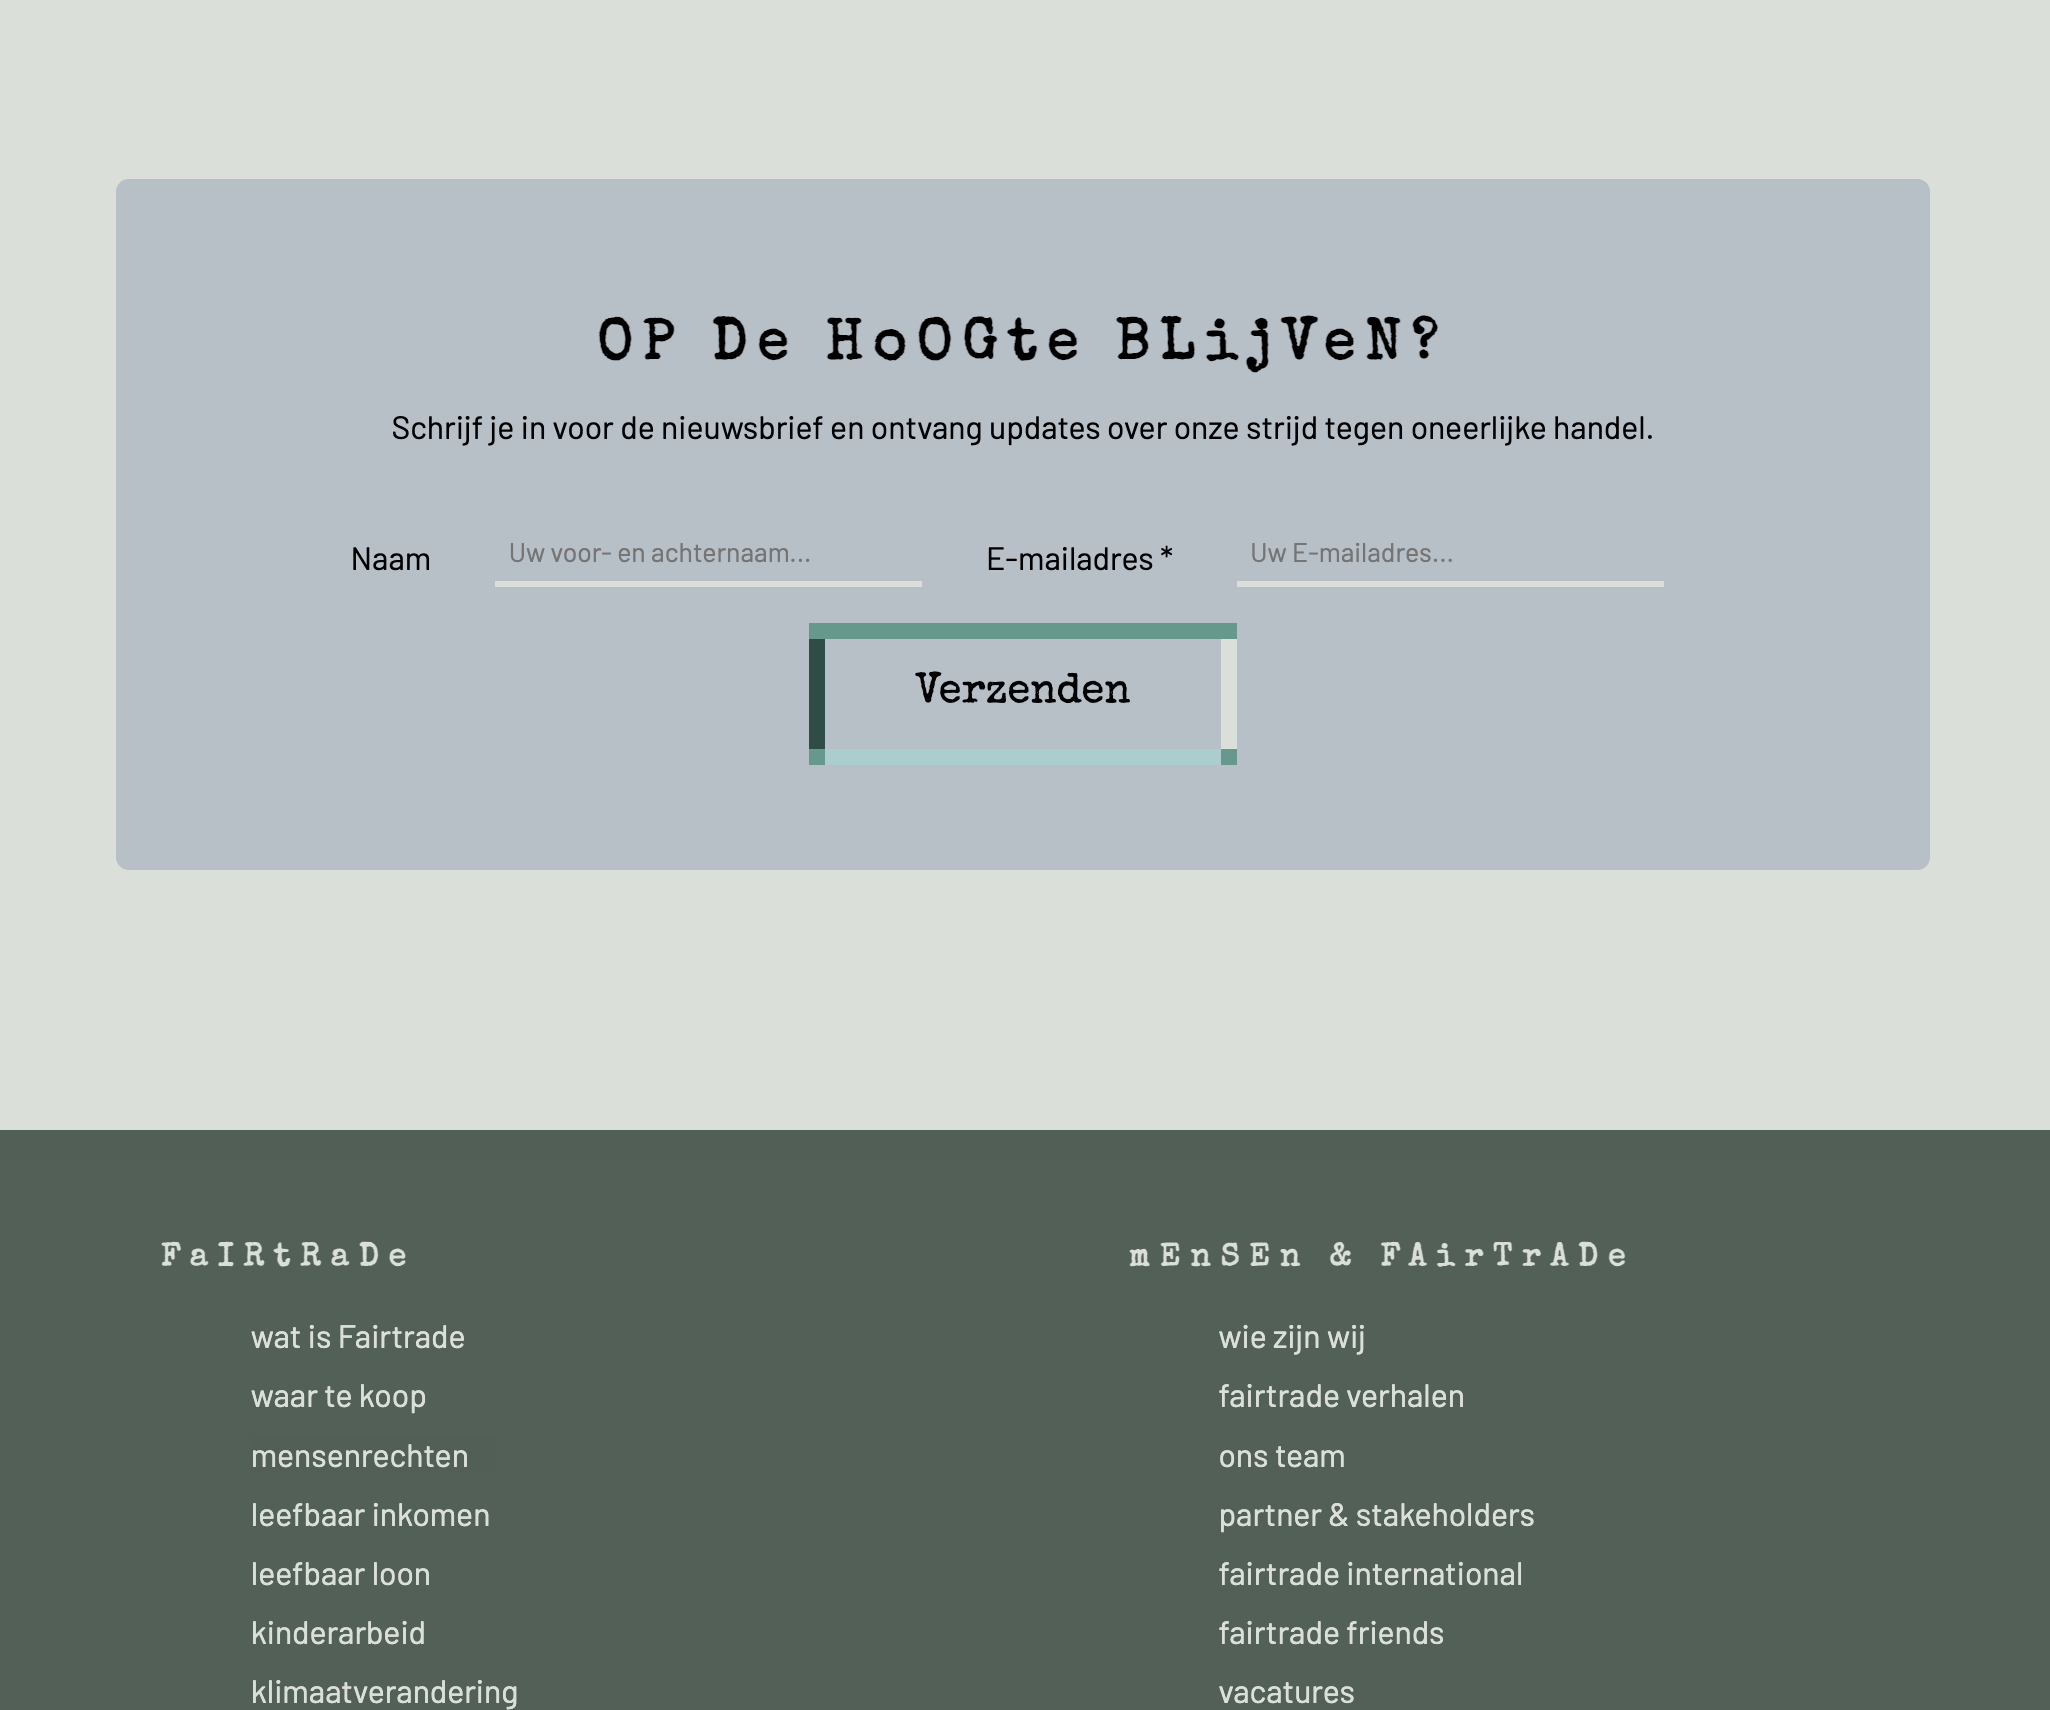 OP De HoOGte BLijVeN?
Schrijf je in voor de nieuwsbrief en ontvang updates over onze strijd tegen oneerlijke handel.
Naam Uw voor- en achternaam... E-mailadres * Uw E-mailadres...
Verzenden
FaIRtRaDe
wat is Fairtrade
waar te koop
mensenrechten
leefbaar inkomen
leefbaar loon
kinderarbeid
klimaatverandering
mEnSEn & FAirTrADe
wie zijn wij
fairtrade verhalen
ons team
partner & stakeholders
fairtrade international
fairtrade friends
vacatures